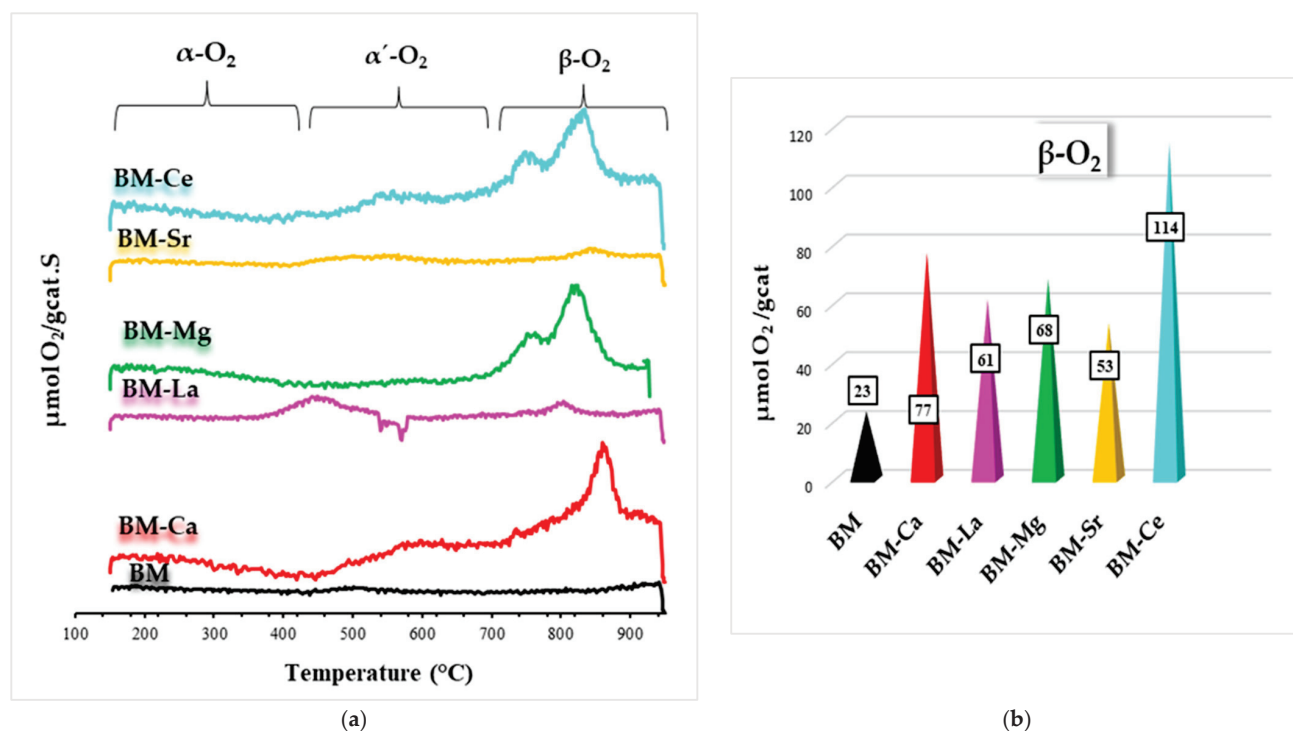 α-O₂ α´-O₂ β-O₂
BM-Ce
BM-Sr
BM-Mg
BM-La
BM-Ca
BM
µmol O₂/gcat.S
100 200 300 400 500 600 700 800 900
Temperature (°C)
(a)
β-O₂
µmol O₂ /gcat
120
100
80
60
40
20
0
23
77
61
68
53
114
BM
BM-Ca
BM-La
BM-Mg
BM-Sr
BM-Ce
(b)